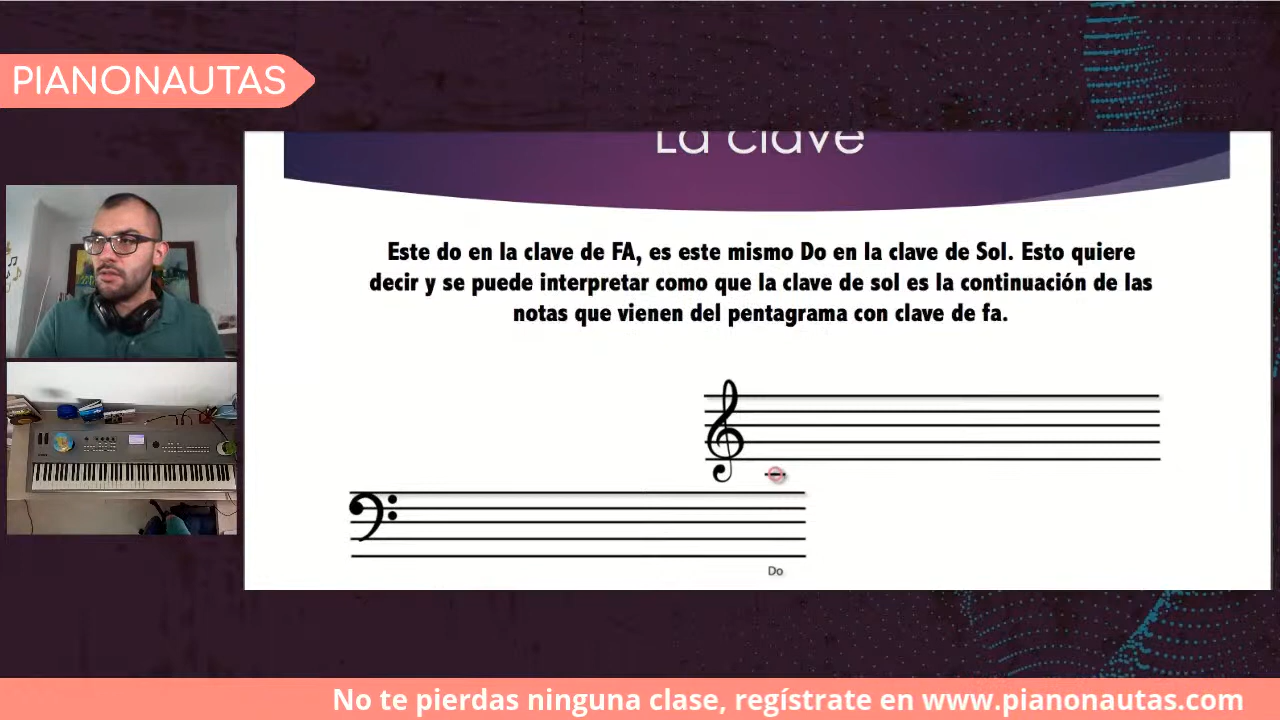 PIANONAUTAS
La clave
Este do en la clave de FA, es este mismo Do en la clave de Sol. Esto quiere
decir y se puede interpretar como que la clave de sol es la continuación de las
notas que vienen del pentagrama con clave de fa.
Do
No te pierdas ninguna clase, regístrate en www.pianonautas.com